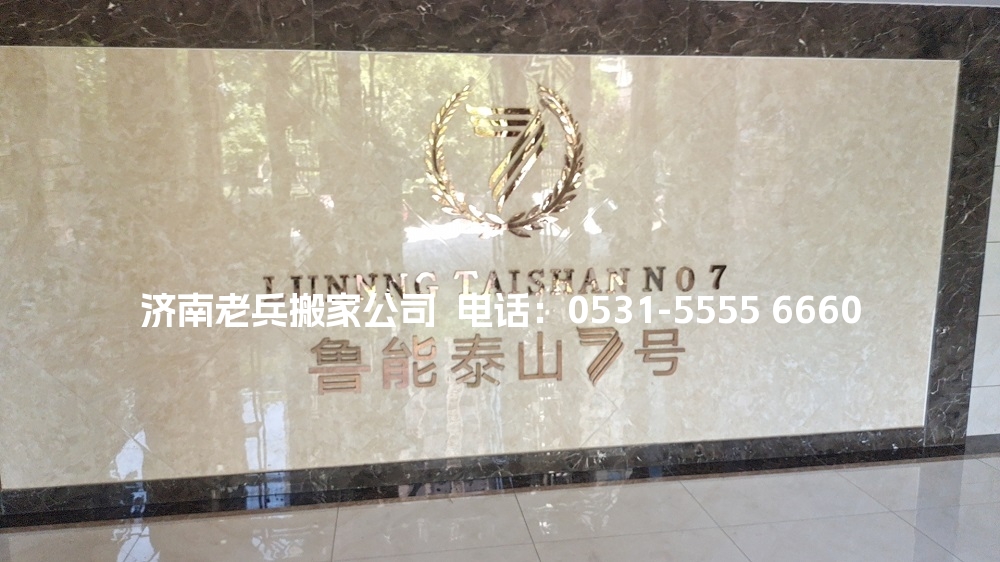 7
LUNNNG TAISHAN NO 7
济南老兵搬家公司 电话：0531-5555 6660
鲁能泰山7号